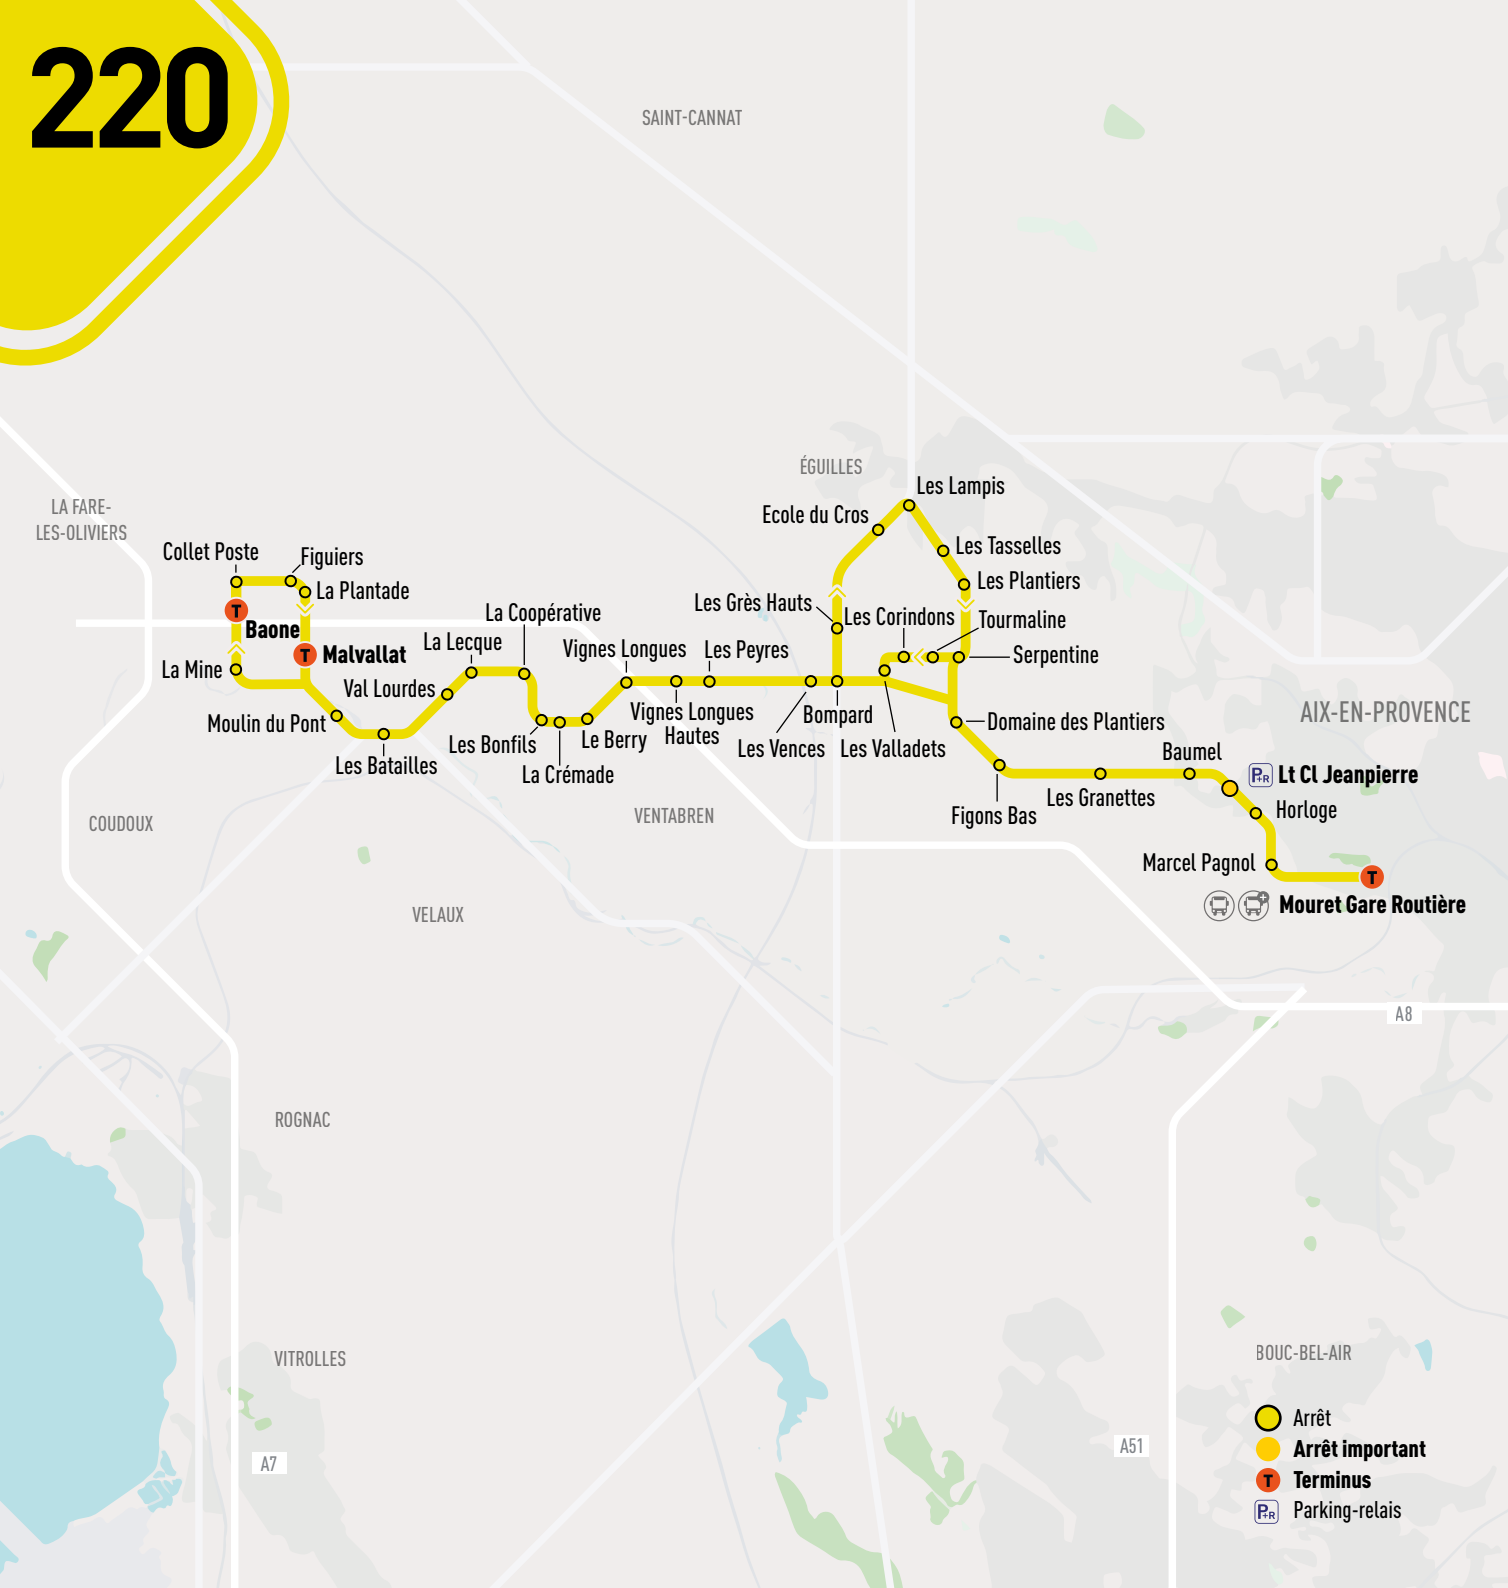 220
SAINT-CANNAT
ÉGUILLES
Les Lampis
LA FARE-
LES-OLIVIERS
Ecole du Cros
Les Tasselles
Collet Poste
Figuiers
La Plantade
Les Plantiers
Les Grès Hauts
La Coopérative
Les Corindons
Tourmaline
T
Baone
La Lecque
Vignes Longues
Les Peyres
Serpentine
T
Malvallat
La Mine
Val Lourdes
Vignes Longues
Hautes
Bompard
AIX-EN-PROVENCE
Moulin du Pont
Les Bonfils
Le Berry
Domaine des Plantiers
Les Vences
Les Valladets
Baumel
Les Batailles
La Crémade
P+R
Lt Cl Jeanpierre
Les Granettes
Horloge
COUDOUX
VENTABREN
Figons Bas
Marcel Pagnol
T
Mouret Gare Routière
VELAUX
A8
ROGNAC
VITROLLES
BOUC-BEL-AIR
A7
A51
Arrêt
Arrêt important
T
Terminus
P+R
Parking-relais